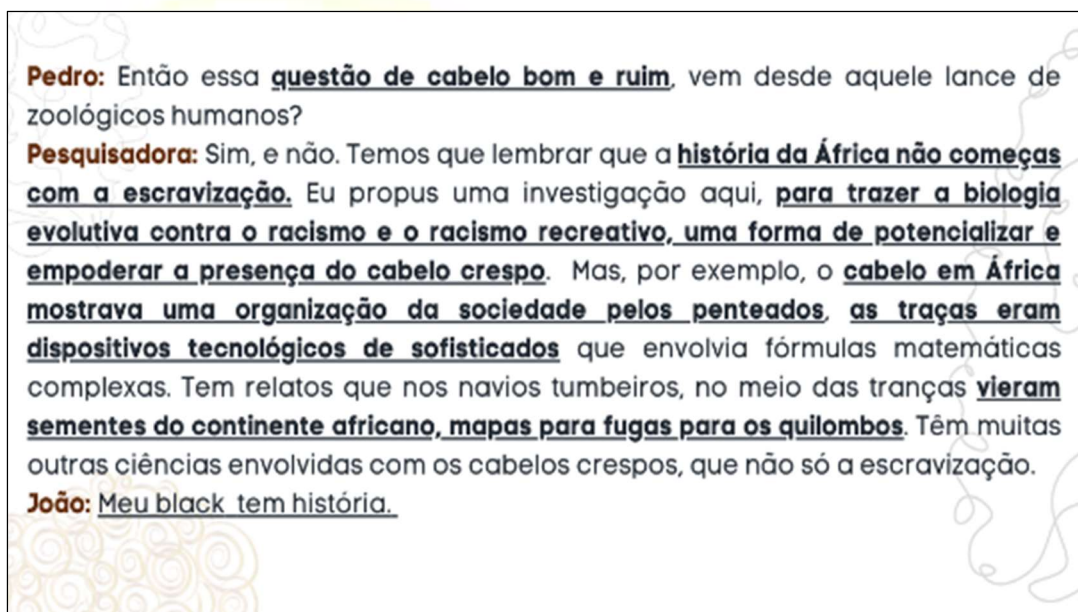 Pedro: Então essa questão de cabelo bom e ruim, vem desde aquele lance de
zoológicos humanos?
Pesquisadora: Sim, e não. Temos que lembrar que a história da África não começas
com a escravização. Eu propus uma investigação aqui, para trazer a biologia
evolutiva contra o racismo e o racismo recreativo, uma forma de potencializar e
empoderar a presença do cabelo crespo. Mas, por exemplo, o cabelo em África
mostrava uma organização da sociedade pelos penteados, as traças eram
dispositivos tecnológicos de sofisticados que envolvia fórmulas matemáticas
complexas. Tem relatos que nos navios tumbeiros, no meio das tranças vieram
sementes do continente africano, mapas para fugas para os quilombos. Têm muitas
outras ciências envolvidas com os cabelos crespos, que não só a escravização.
João: Meu black tem história.